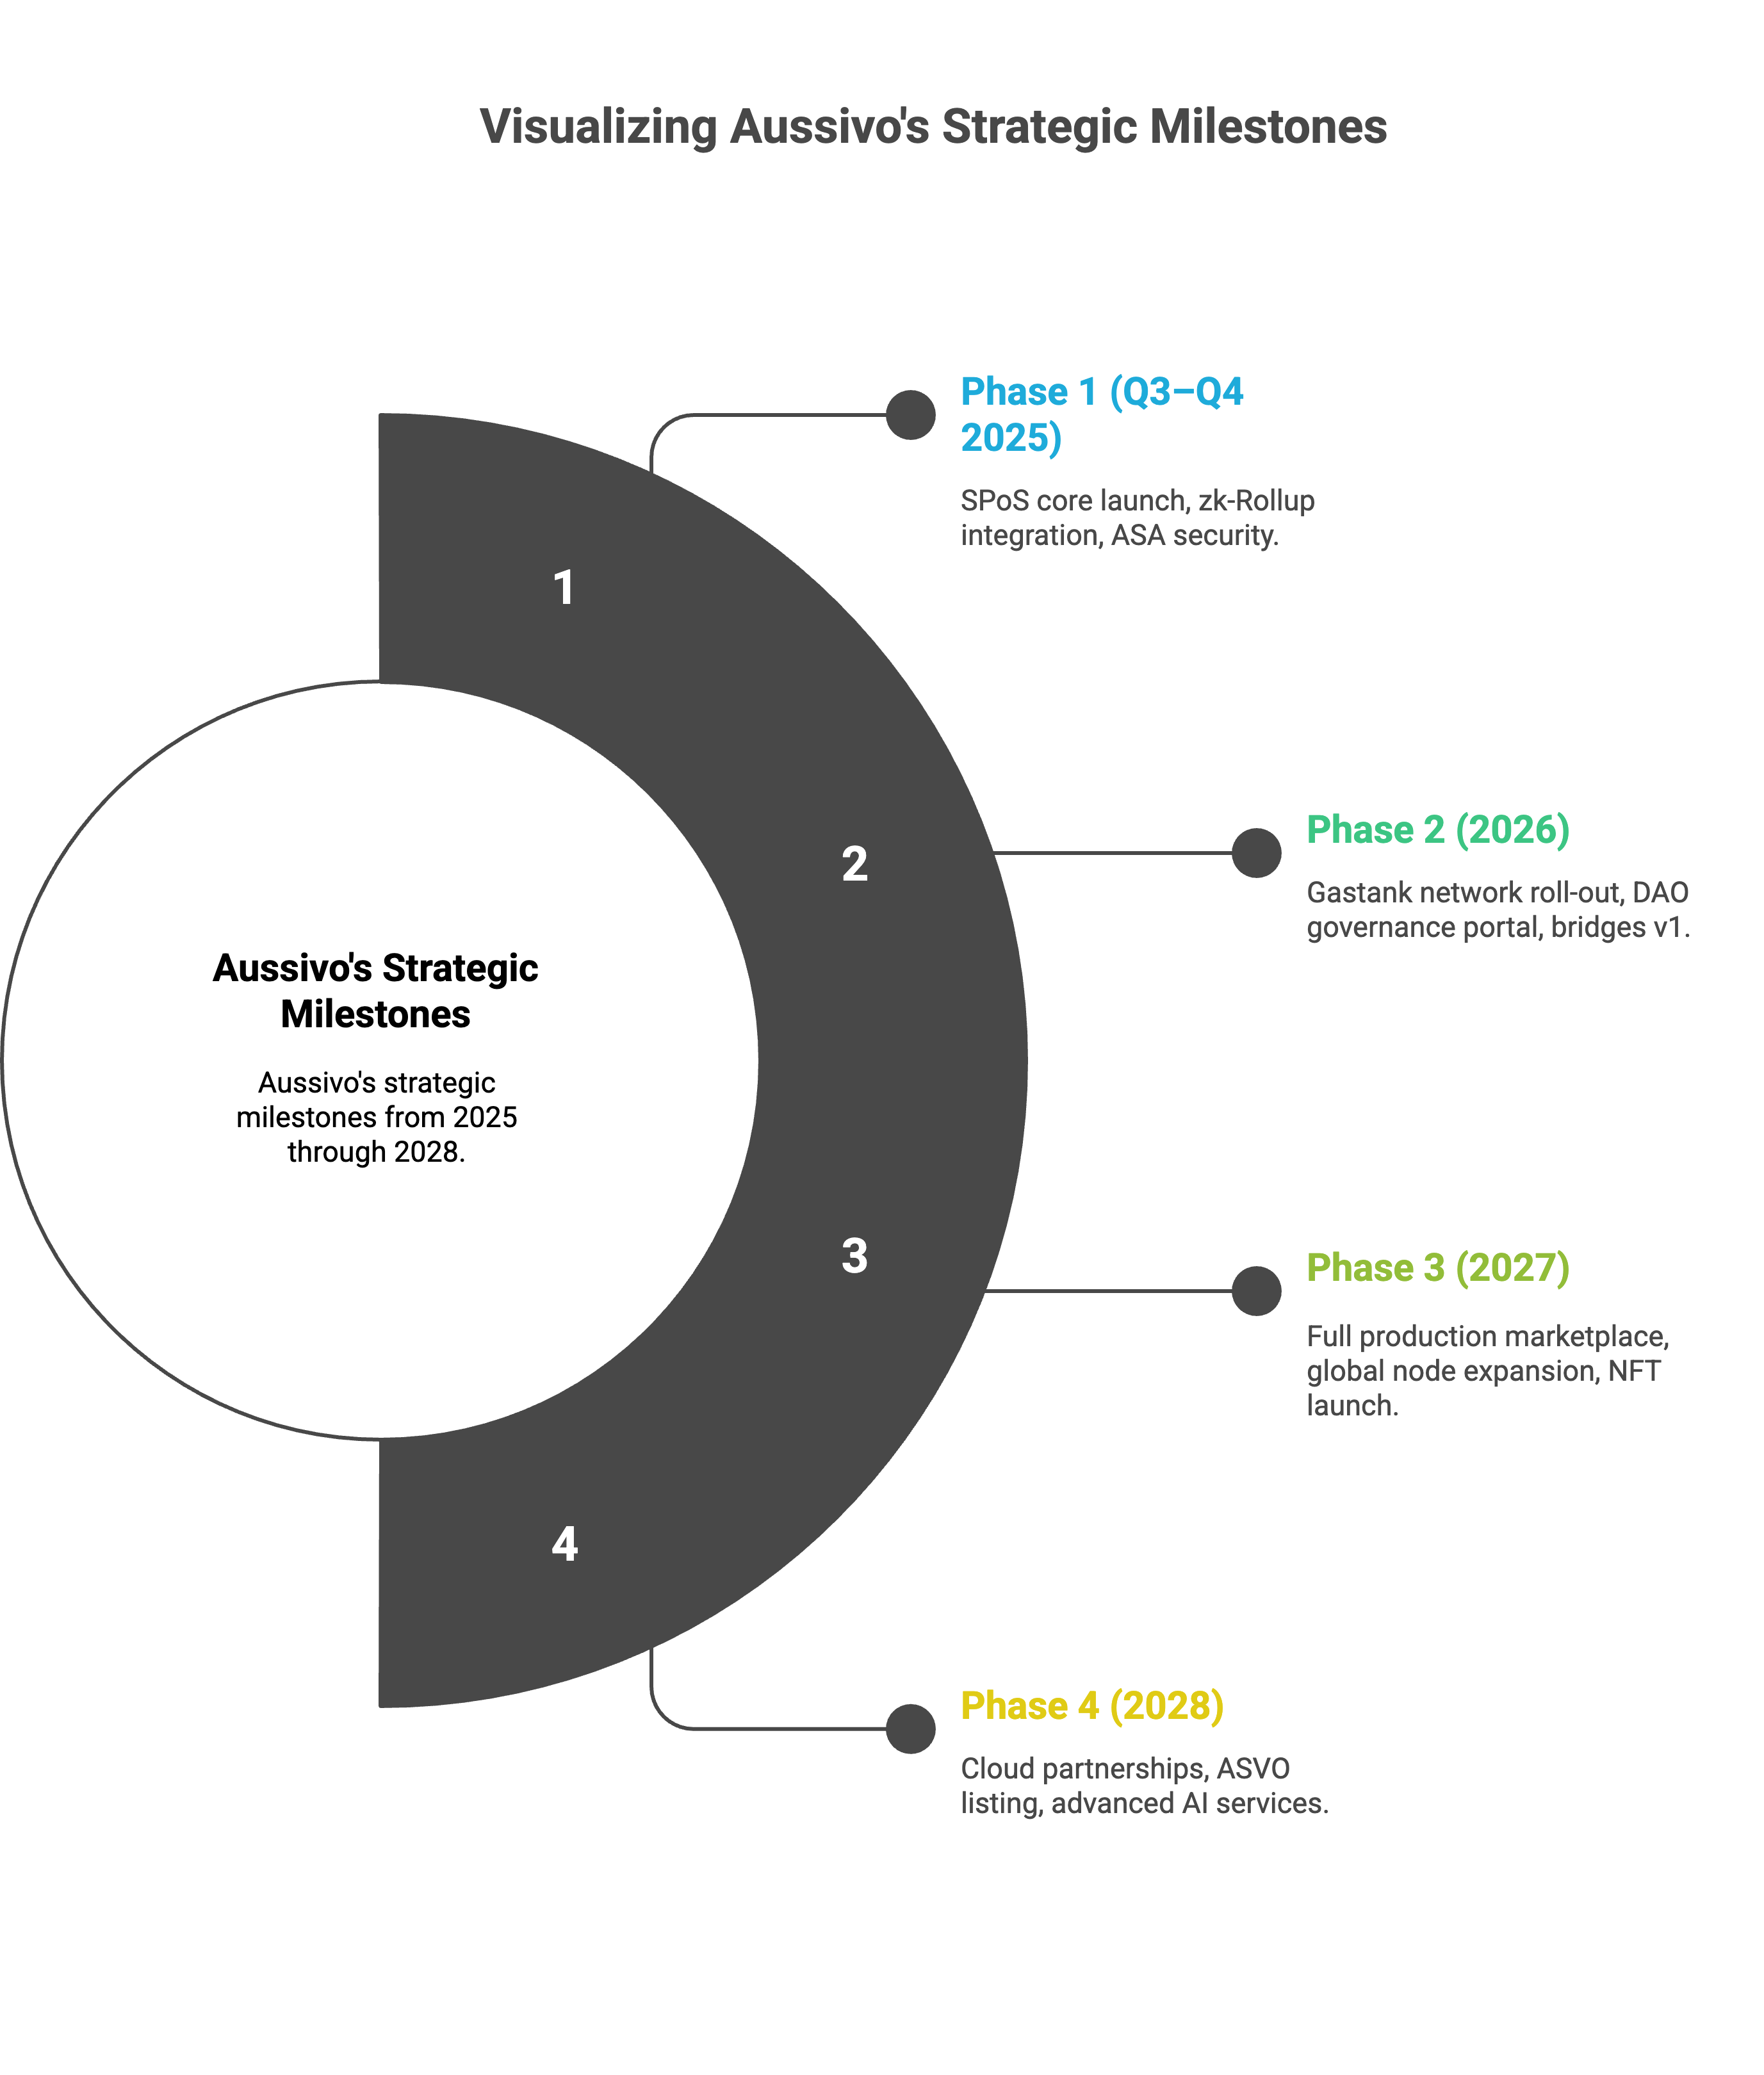 Visualizing Aussivo's Strategic Milestones
Phase 1 (Q3–Q4
2025)
SPoS core launch, zk-Rollup
integration, ASA security.
1
Phase 2 (2026)
Gastank network roll-out, DAO
governance portal, bridges v1.
2
Aussivo's Strategic
Milestones
Aussivo's strategic
milestones from 2025
through 2028.
3
Phase 3 (2027)
Full production marketplace,
global node expansion, NFT
launch.
4
Phase 4 (2028)
Cloud partnerships, ASVO
listing, advanced AI services.